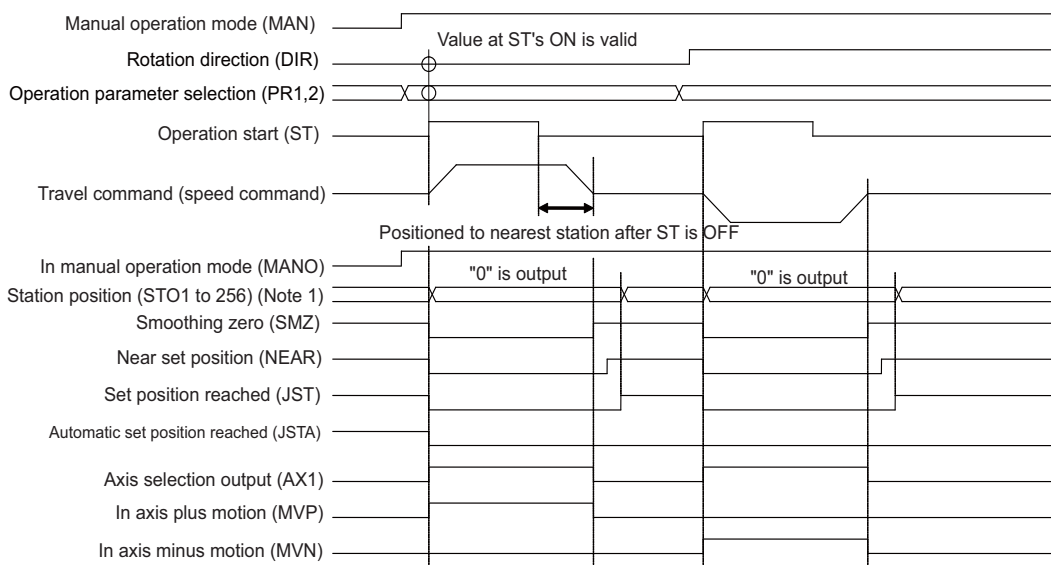 Manual operation mode (MAN)
Value at ST's ON is valid
Rotation direction (DIR)
Operation parameter selection (PR1,2)
Operation start (ST)
Travel command (speed command)
Positioned to nearest station after ST is OFF
In manual operation mode (MANO)
"0" is output
"0" is output
Station position (STO1 to 256) (Note 1)
Smoothing zero (SMZ)
Near set position (NEAR)
Set position reached (JST)
Automatic set position reached (JSTA)
Axis selection output (AX1)
In axis plus motion (MVP)
In axis minus motion (MVN)